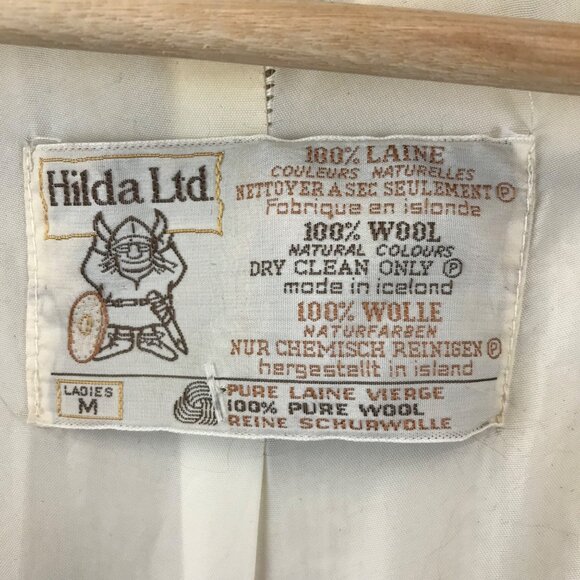 Hilda Ltd.
100% LAINE
COULEURS NATURELLES
NETTOYER A SEC SEULEMENT Ⓟ
Fabrique en islande
100% WOOL
NATURAL COLOURS
DRY CLEAN ONLY Ⓟ
made in iceland
100% WOLLE
NATURFARBEN
NUR CHEMISCH REINIGEN Ⓟ
hergestellt in island
LADIES
M
PURE LAINE VIERGE
100% PURE WOOL
REINE SCHURWOLLE